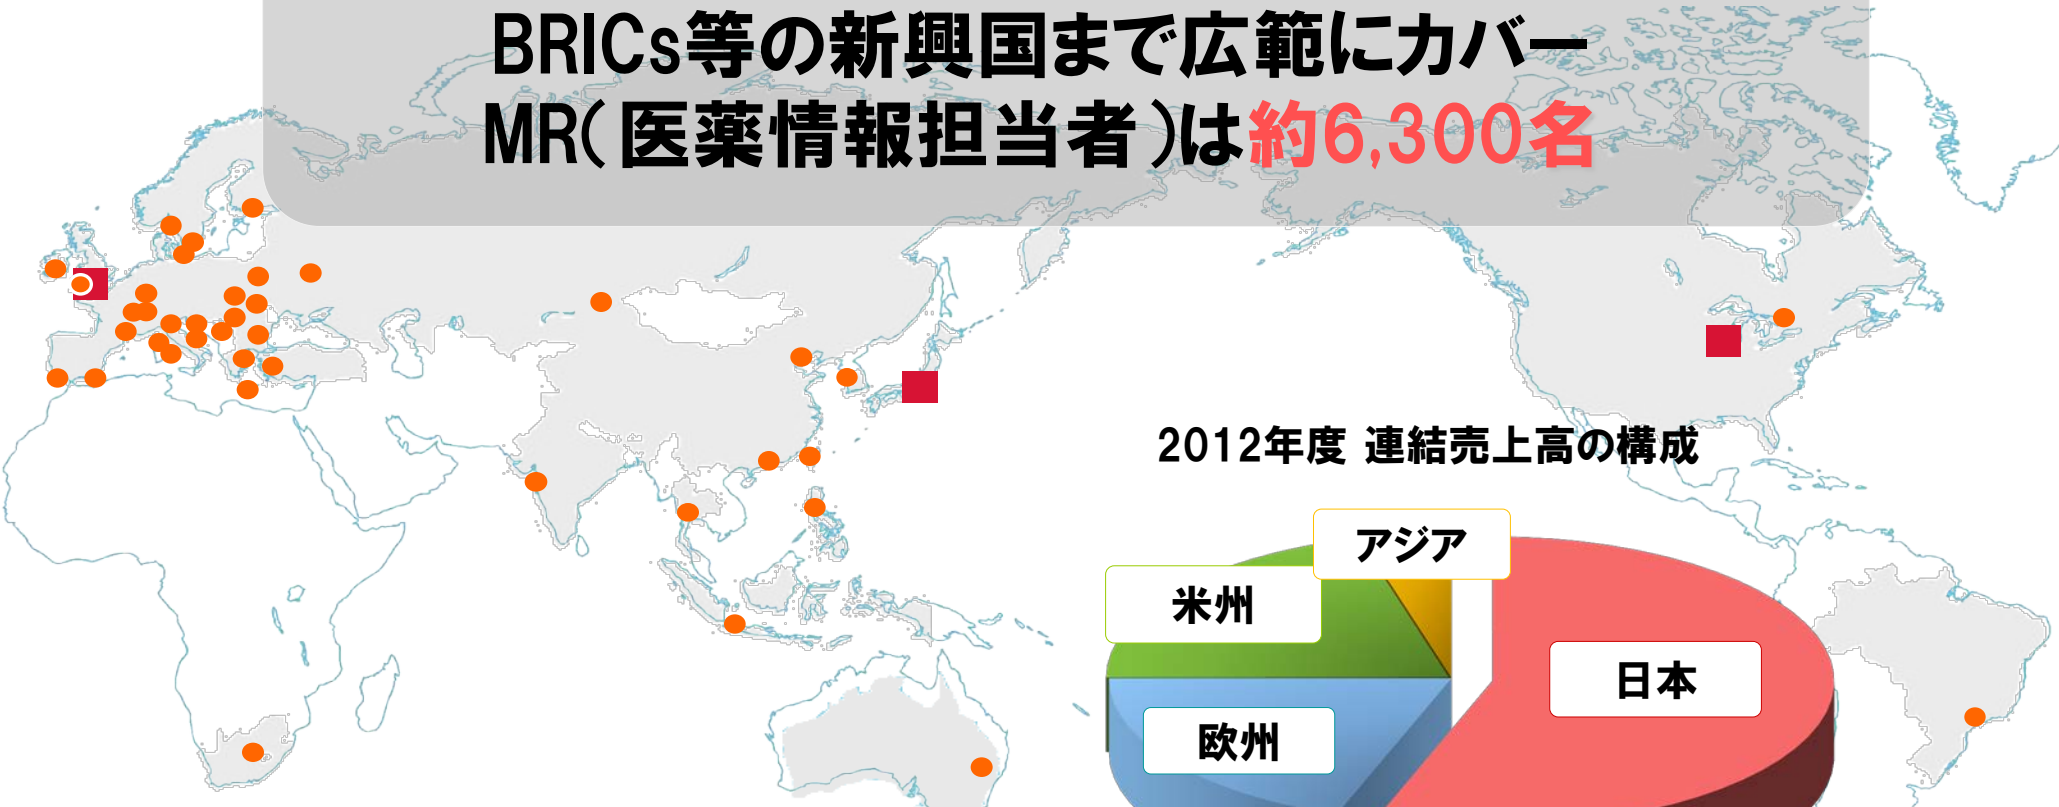 BRICs等の新興国まで広範にカバー
MR(医薬情報担当者)は約6,300名
2012年度 連結売上高の構成
アジア
米州
日本
欧州